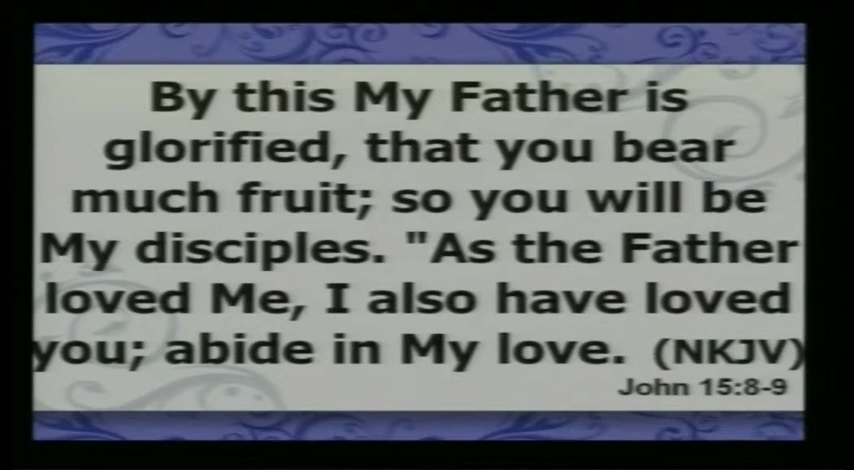 By this My Father is
glorified, that you bear
much fruit; so you will be
My disciples. "As the Father
loved Me, I also have loved
you; abide in My love. (NKJV)
John 15:8-9